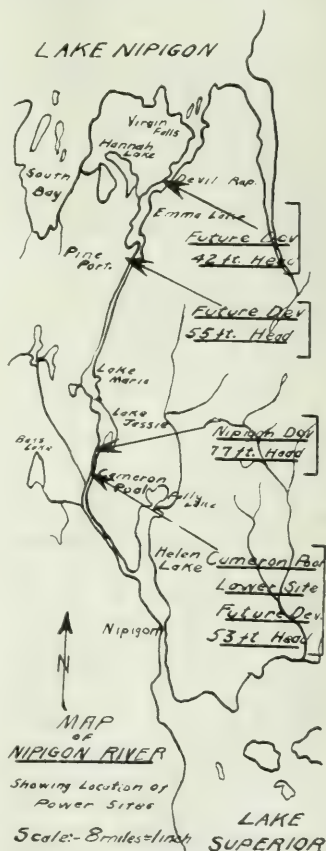 LAKE NIPIGON
Virgin
Falls
Hannah
Lake
South
Bay
Devil Rap.
Emma Lake
Future Dev
42 ft. Head
Pine
Port.
Future Dev
55 ft. Head
Lake
Maria
Lake
Jessie
Nipigon Dev
77 ft. Head
Bass
Lake
Cameron
Pool
Polly
Lake
Helen
Lake
Cameron Pool
Lower Site
Future Dev.
53 ft Head
Nipigon
N
MAP
OF
NIPIGON RIVER
Showing Location of
Power Sites
Scale:- 8 miles = 1 inch
LAKE
SUPERIOR